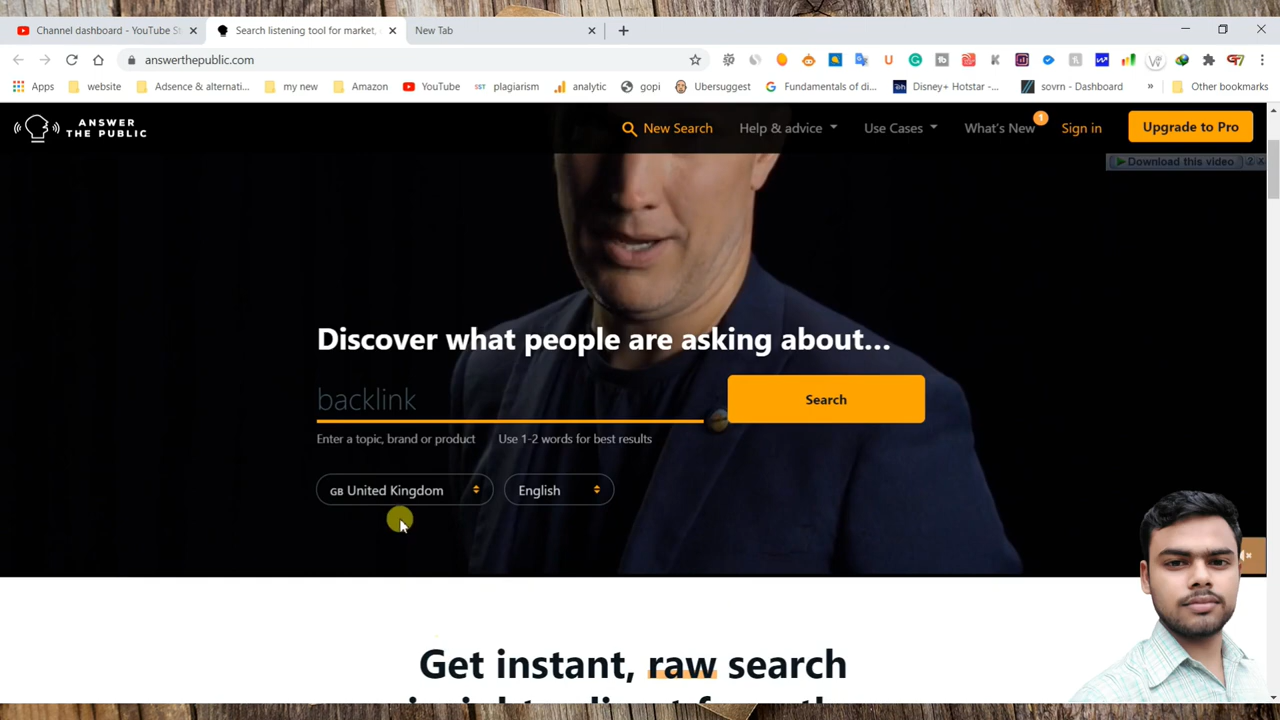 Channel dashboard - YouTube St
Search listening tool for market,
New Tab
answerthepublic.com
Apps
website
Adsence & alternati...
my new
Amazon
YouTube
SST
plagiarism
analytic
gopi
Ubersuggest
Fundamentals of di...
Disney+ Hotstar -...
sovrn - Dashboard
»
Other bookmarks
ANSWER
THE PUBLIC
New Search
Help & advice
Use Cases
What's New
1
Sign in
Upgrade to Pro
Download this video
Discover what people are asking about...
backlink
Search
Enter a topic, brand or product
Use 1-2 words for best results
GB United Kingdom
English
Get instant, raw search